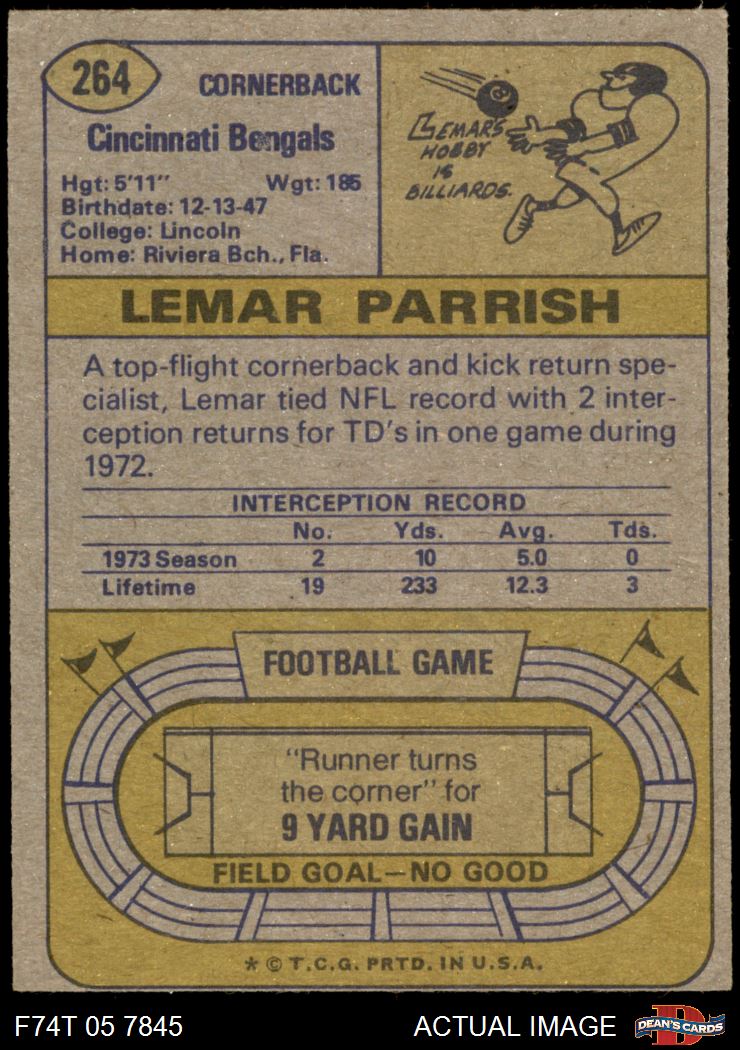 264
CORNERBACK
Cincinnati Bengals
Hgt: 5'11" Wgt: 185
Birthdate: 12-13-47
College: Lincoln
Home: Riviera Bch., Fla.
8
LEMAR'S
HOBBY
IS
BILLIARDS.
LEMAR PARRISH
A top-flight cornerback and kick return spe-
cialist, Lemar tied NFL record with 2 inter-
ception returns for TD's in one game during
1972.
INTERCEPTION RECORD
No. Yds. Avg. Tds.
1973 Season 2 10 5.0 0
Lifetime 19 233 12.3 3
FOOTBALL GAME
"Runner turns
the corner" for
9 YARD GAIN
FIELD GOAL—NO GOOD
* © T.C.G. PRTD. IN U.S.A.
F74T 05 7845 ACTUAL IMAGE
D
DEAN'S CARDS